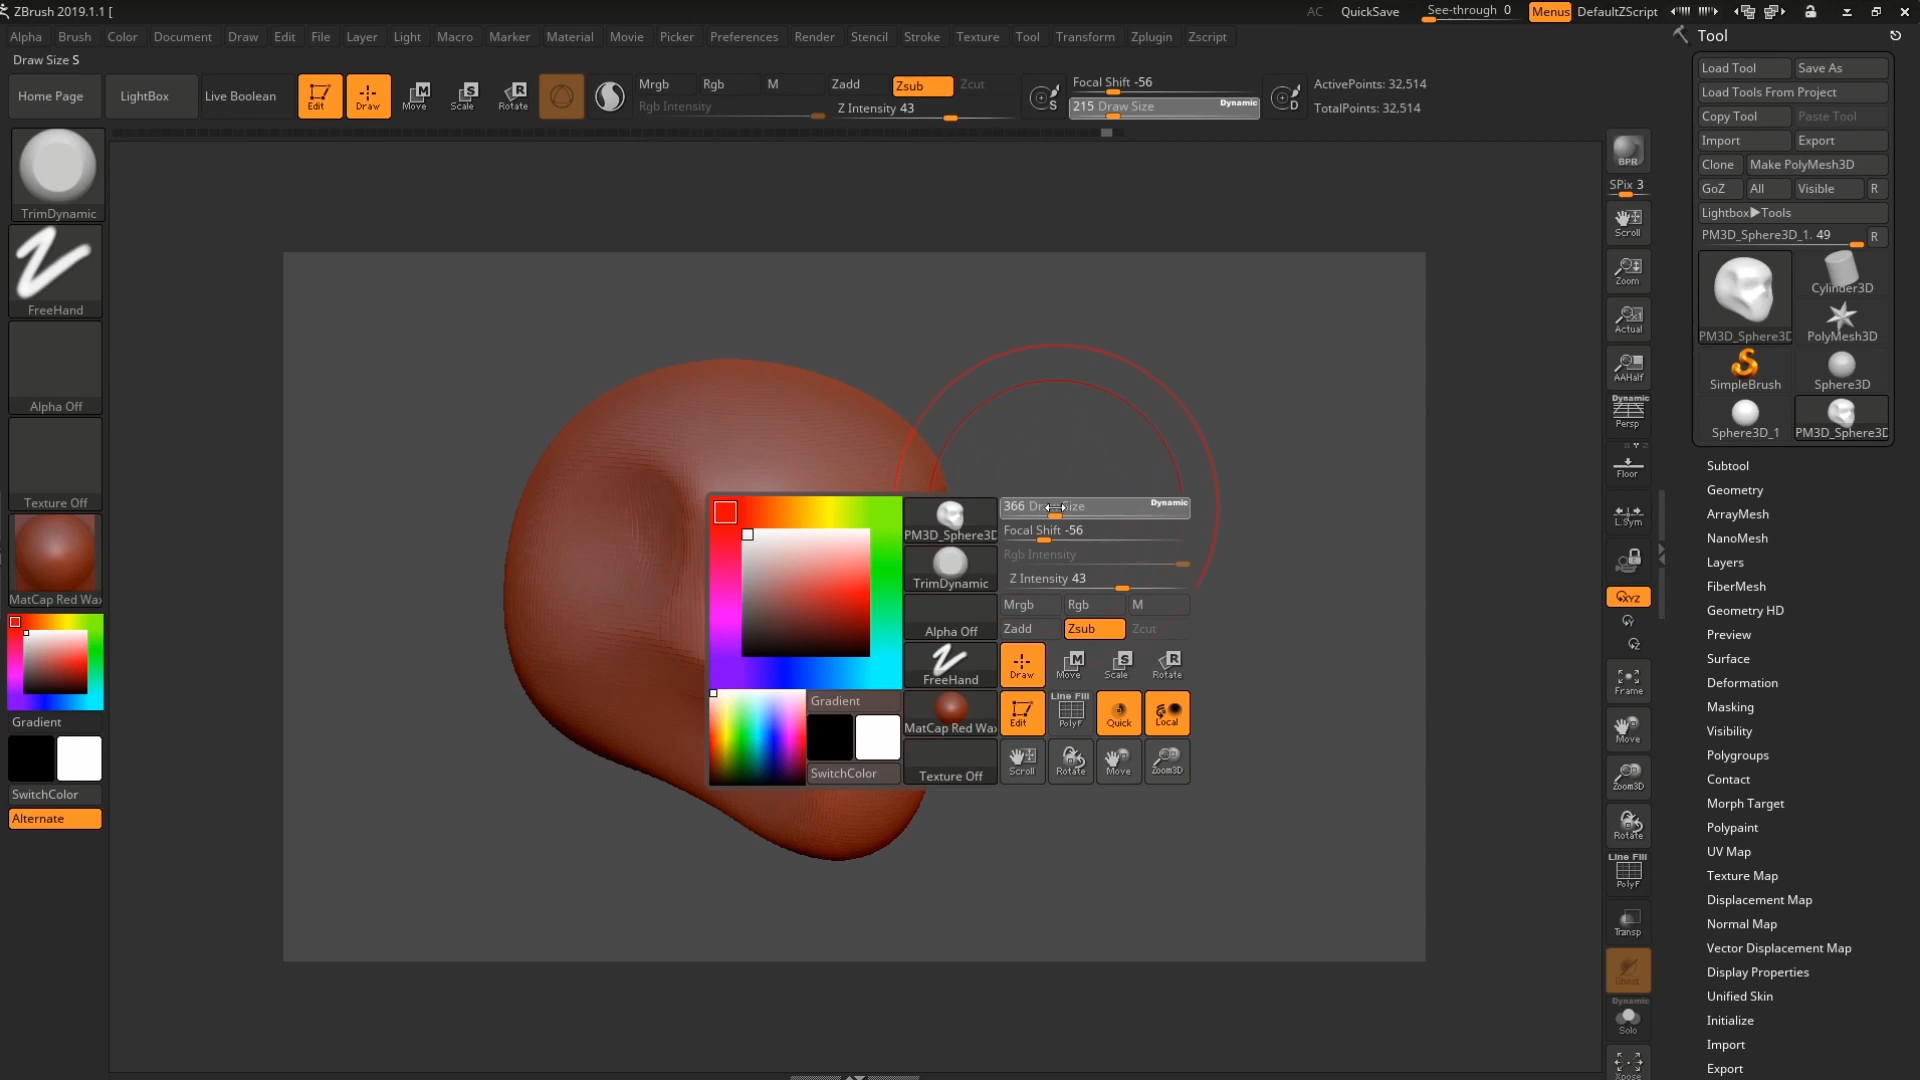 ZBrush 2019.1.1 [
AC QuickSave See-through 0 Menus DefaultZScript
Alpha Brush Color Document Draw Edit File Layer Light Macro Marker Material Movie Picker Preferences Render Stencil Stroke Texture Tool Transform Zplugin Zscript
Tool
Draw Size S
Home Page LightBox Live Boolean Edit Draw Move Scale Rotate
M S R
Mrgb Rgb M Zadd Zsub Zcut
Rgb Intensity Z Intensity 43
S Focal Shift -56
215 Draw Size Dynamic
D
ActivePoints: 32,514
TotalPoints: 32,514
Load Tool Save As
Load Tools From Project
Copy Tool Paste Tool
Import Export
Clone Make PolyMesh3D
GoZ All Visible R
Lightbox▶Tools
PM3D_Sphere3D_1. 49 R
PM3D_Sphere3D
Cylinder3D
PolyMesh3D
SimpleBrush Sphere3D
Sphere3D_1 PM3D_Sphere3D
Subtool
Geometry
ArrayMesh
NanoMesh
Layers
FiberMesh
Geometry HD
Preview
Surface
Deformation
Masking
Visibility
Polygroups
Contact
Morph Target
Polypaint
UV Map
Texture Map
Displacement Map
Normal Map
Vector Displacement Map
Display Properties
Unified Skin
Initialize
Import
Export
TrimDynamic
FreeHand
Alpha Off
Texture Off
MatCap Red Wax
Gradient
SwitchColor
Alternate
BPR
SPix 3
Scroll
Zoom
Actual
AAHalf
Dynamic
Persp
Floor
L.Sym
XYZ
Frame
Move
Zoom3D
Rotate
Line Fill
PolyF
Transp
Ghost
Dynamic
Solo
Xpose
PM3D_Sphere3D
TrimDynamic
Alpha Off
FreeHand
MatCap Red Wax
Texture Off
Gradient
SwitchColor
366 Draw Size Dynamic
Focal Shift -56
Rgb Intensity
Z Intensity 43
Mrgb Rgb M
Zadd Zsub Zcut
M S R
Draw Move Scale Rotate
Line Fill
Edit PolyF Quick Local
Scroll Rotate Move Zoom3D